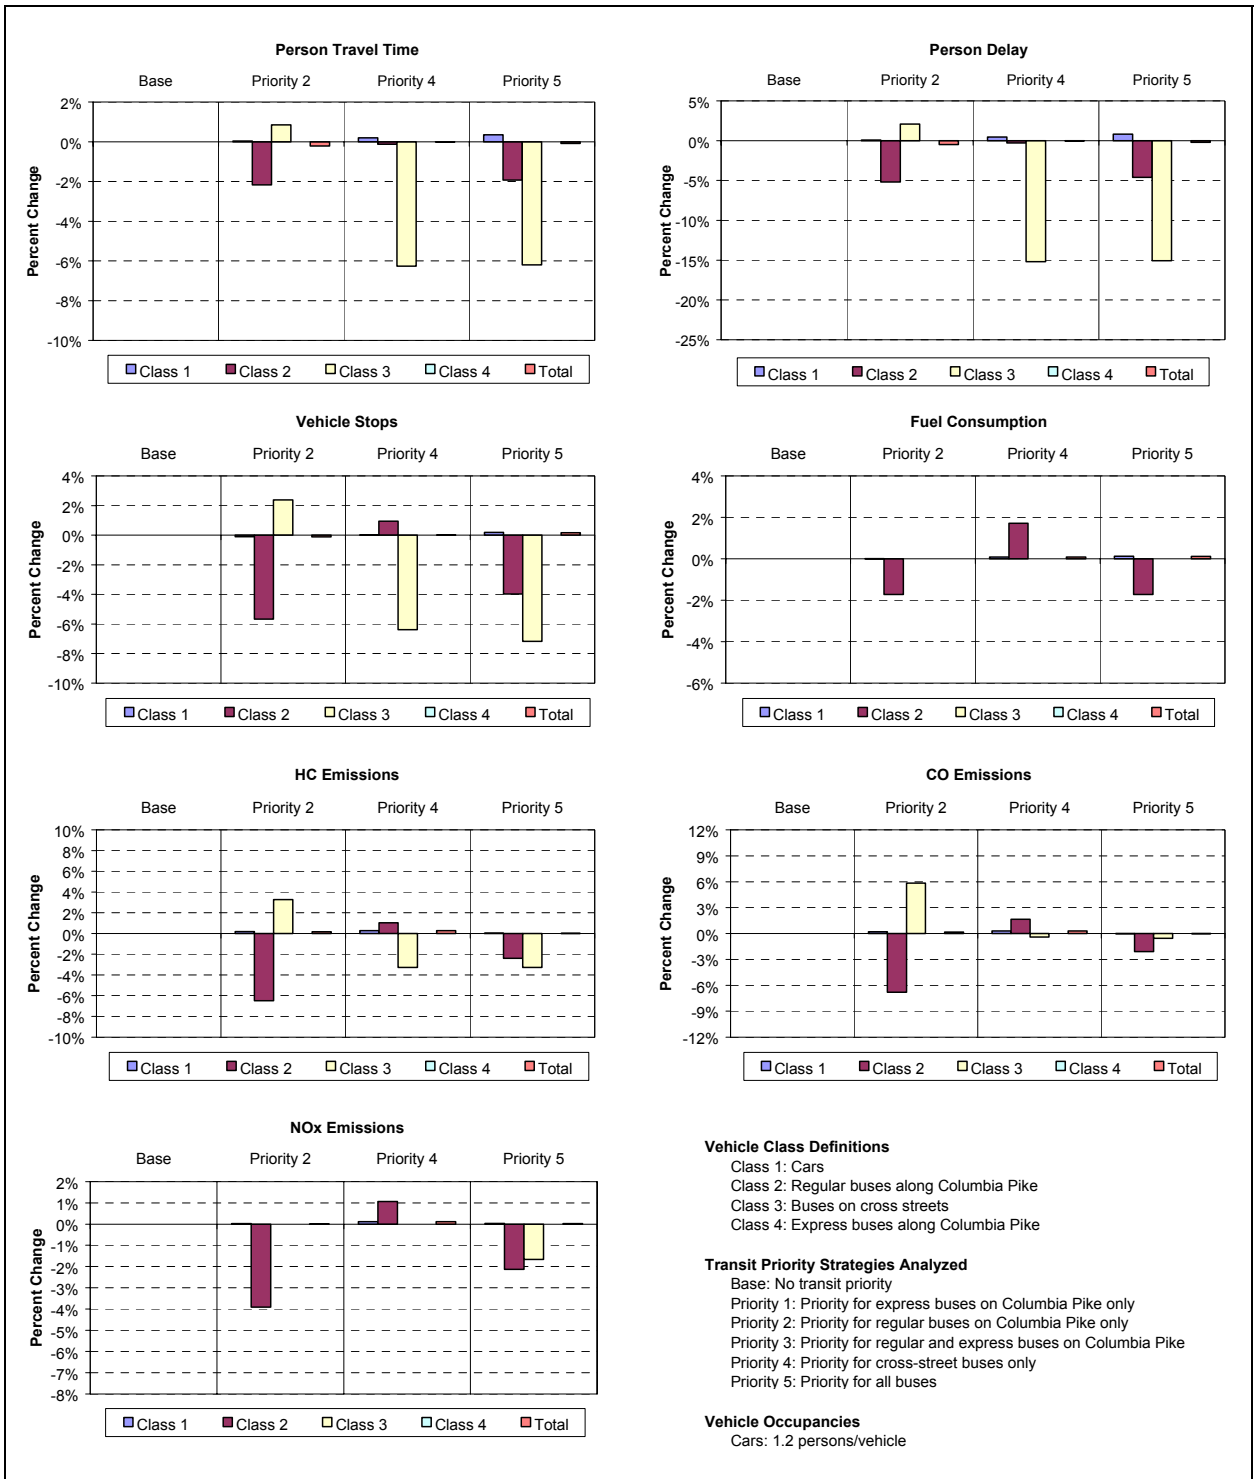 Person Travel Time
Base Priority 2 Priority 4 Priority 5
2%
0%
-2%
-4%
-6%
-8%
-10%
Percent Change
Class 1 Class 2 Class 3 Class 4 Total
Person Delay
Base Priority 2 Priority 4 Priority 5
5%
0%
-5%
-10%
-15%
-20%
-25%
Percent Change
Class 1 Class 2 Class 3 Class 4 Total
Vehicle Stops
Base Priority 2 Priority 4 Priority 5
4%
2%
0%
-2%
-4%
-6%
-8%
-10%
Percent Change
Class 1 Class 2 Class 3 Class 4 Total
Fuel Consumption
Base Priority 2 Priority 4 Priority 5
4%
2%
0%
-2%
-4%
-6%
Percent Change
Class 1 Class 2 Class 3 Class 4 Total
HC Emissions
Base Priority 2 Priority 4 Priority 5
10%
8%
6%
4%
2%
0%
-2%
-4%
-6%
-8%
-10%
Percent Change
Class 1 Class 2 Class 3 Class 4 Total
CO Emissions
Base Priority 2 Priority 4 Priority 5
12%
9%
6%
3%
0%
-3%
-6%
-9%
-12%
Percent Change
Class 1 Class 2 Class 3 Class 4 Total
NOx Emissions
Base Priority 2 Priority 4 Priority 5
2%
1%
0%
-1%
-2%
-3%
-4%
-5%
-6%
-7%
-8%
Percent Change
Class 1 Class 2 Class 3 Class 4 Total
Vehicle Class Definitions
Class 1: Cars
Class 2: Regular buses along Columbia Pike
Class 3: Buses on cross streets
Class 4: Express buses along Columbia Pike
Transit Priority Strategies Analyzed
Base: No transit priority
Priority 1: Priority for express buses on Columbia Pike only
Priority 2: Priority for regular buses on Columbia Pike only
Priority 3: Priority for regular and express buses on Columbia Pike
Priority 4: Priority for cross-street buses only
Priority 5: Priority for all buses
Vehicle Occupancies
Cars: 1.2 persons/vehicle